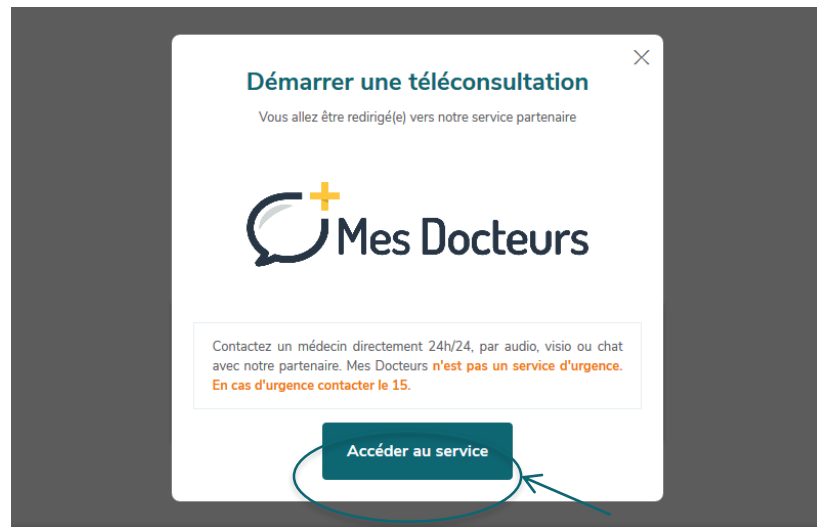 Démarrer une téléconsultation
Vous allez être redirigé(e) vers notre service partenaire
Mes Docteurs
Contactez un médecin directement 24h/24, par audio, visio ou chat
avec notre partenaire. Mes Docteurs n'est pas un service d'urgence.
En cas d'urgence contacter le 15.
Accéder au service